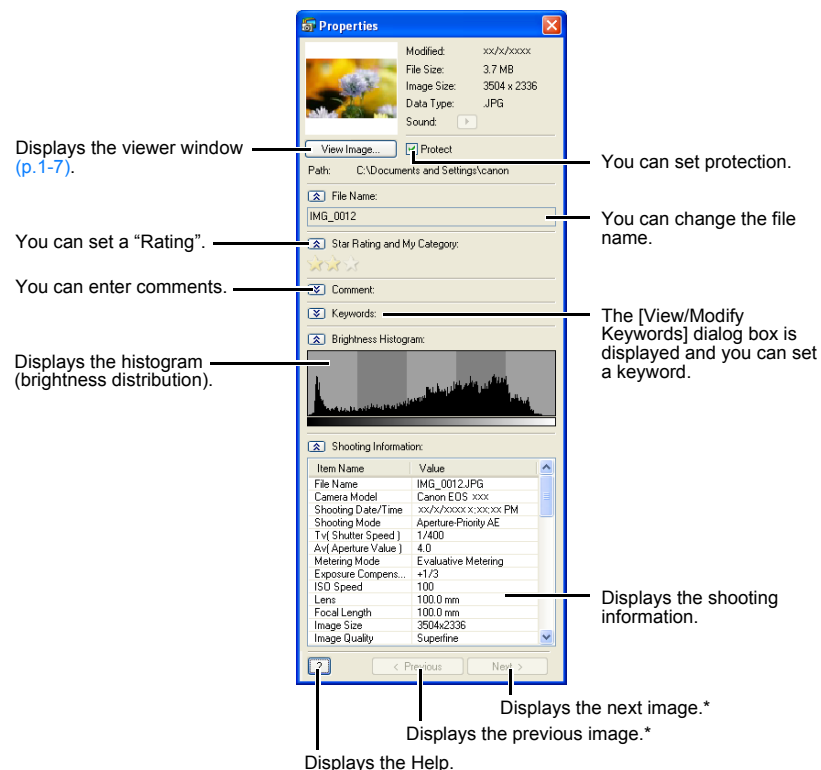 Properties
Modified: xx/x/xxxx
File Size: 3.7 MB
Image Size: 3504 x 2336
Data Type: .JPG
Sound:
View Image...
Protect
Path: C:\Documents and Settings\canon
File Name:
IMG_0012
Star Rating and My Category:
Comment:
Keywords:
Brightness Histogram:
Shooting Information:
Item Name Value
File Name IMG_0012.JPG
Camera Model Canon EOS xxx
Shooting Date/Time xx/x/xxxx x:xx:xx PM
Shooting Mode Aperture-Priority AE
Tv( Shutter Speed ) 1/400
Av( Aperture Value ) 4.0
Metering Mode Evaluative Metering
Exposure Compens... +1/3
ISO Speed 100
Lens 100.0 mm
Focal Length 100.0 mm
Image Size 3504x2336
Image Quality Superfine
?
< Previous
Next >
Displays the viewer window
(p.1-7).
You can set a “Rating”.
You can enter comments.
Displays the histogram
(brightness distribution).
You can set protection.
You can change the file
name.
The [View/Modify
Keywords] dialog box is
displayed and you can set
a keyword.
Displays the shooting
information.
Displays the next image.*
Displays the previous image.*
Displays the Help.